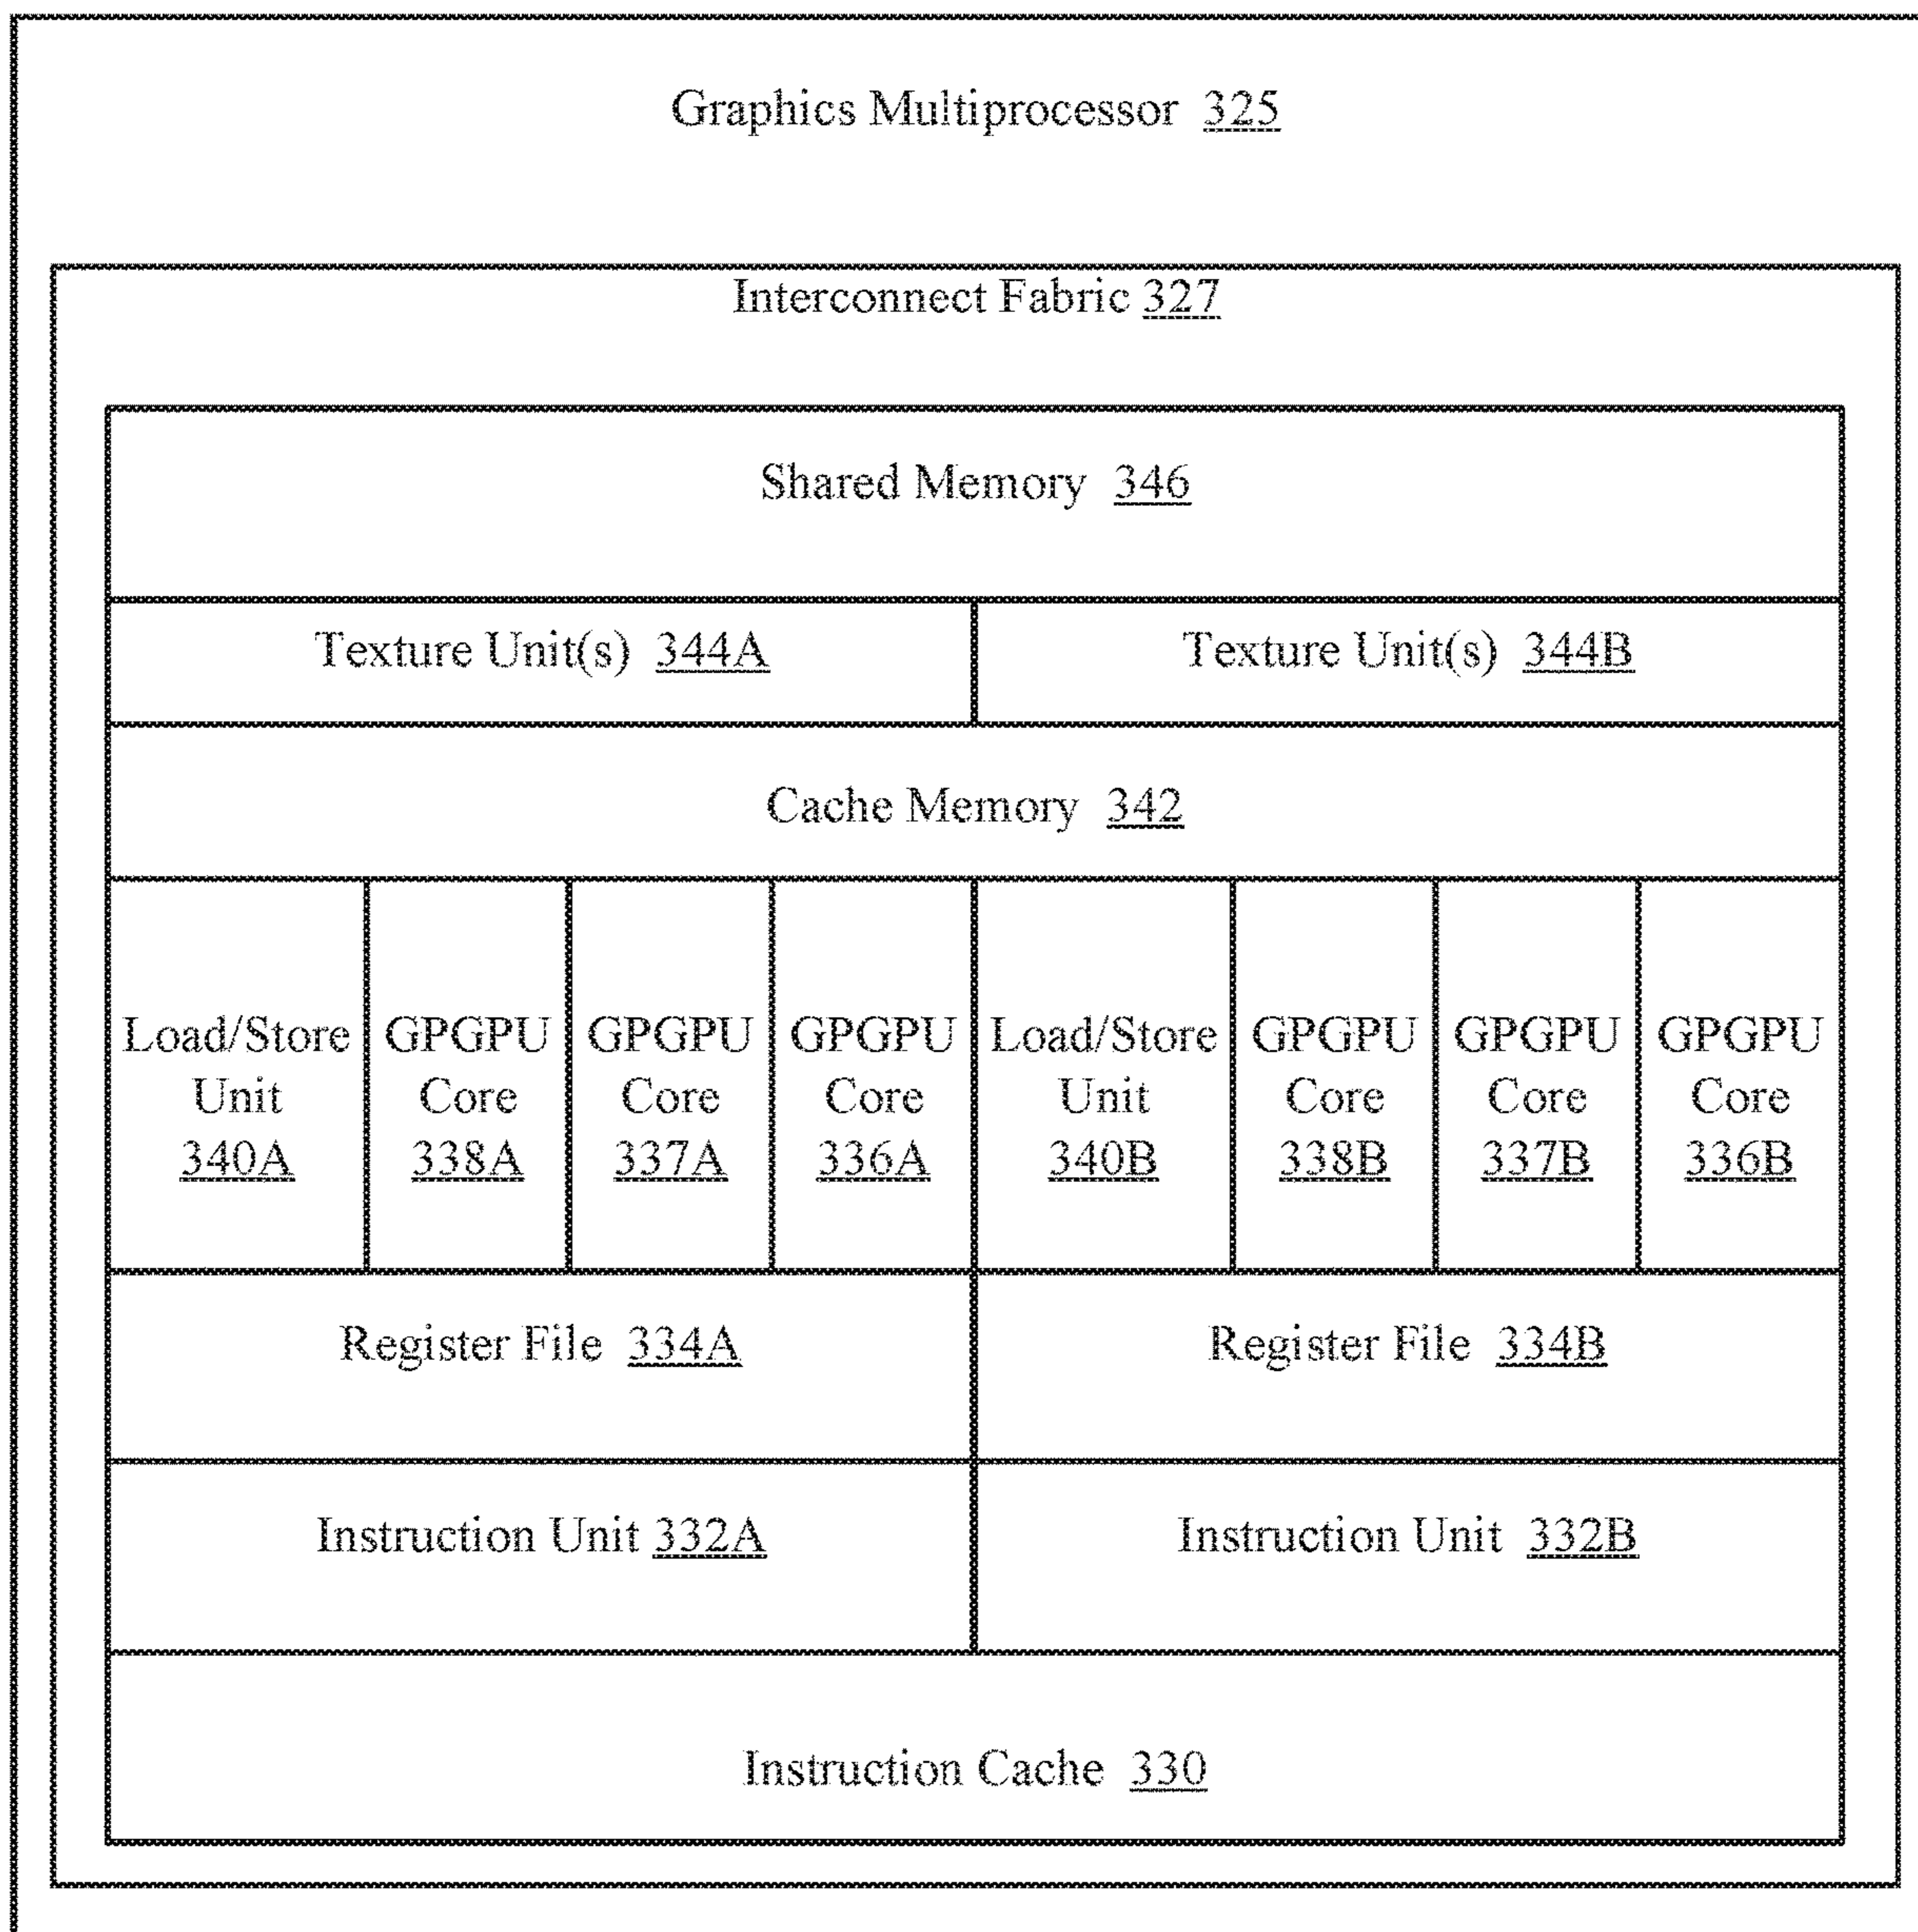 Graphics Multiprocessor 325
Interconnect Fabric 327
Shared Memory 346
Texture Unit(s) 344A
Texture Unit(s) 344B
Cache Memory 342
Load/Store
Unit
340A
GPGPU
Core
338A
GPGPU
Core
337A
GPGPU
Core
336A
Load/Store
Unit
340B
GPGPU
Core
338B
GPGPU
Core
337B
GPGPU
Core
336B
Register File 334A
Register File 334B
Instruction Unit 332A
Instruction Unit 332B
Instruction Cache 330